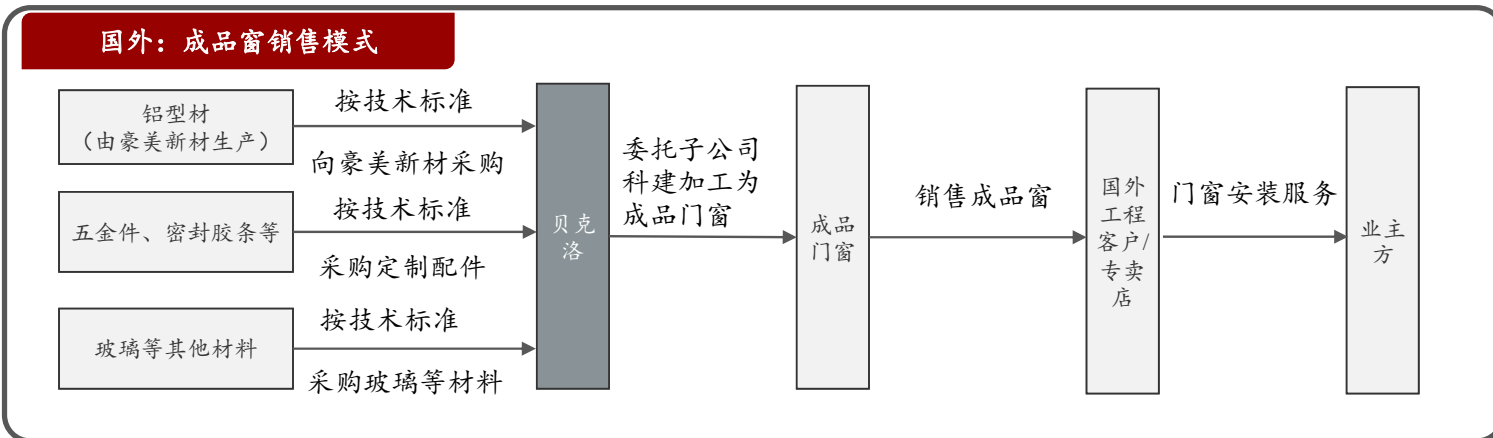 国外：成品窗销售模式
铝型材
（由豪美新材生产）
按技术标准
向豪美新材采购
五金件、密封胶条等
按技术标准
采购定制配件
玻璃等其他材料
按技术标准
采购玻璃等材料
贝克
洛
委托子公司
科建加工为
成品门窗
成品
门窗
销售成品窗
国外
工程
客户/
专卖
店
门窗安装服务
业主
方